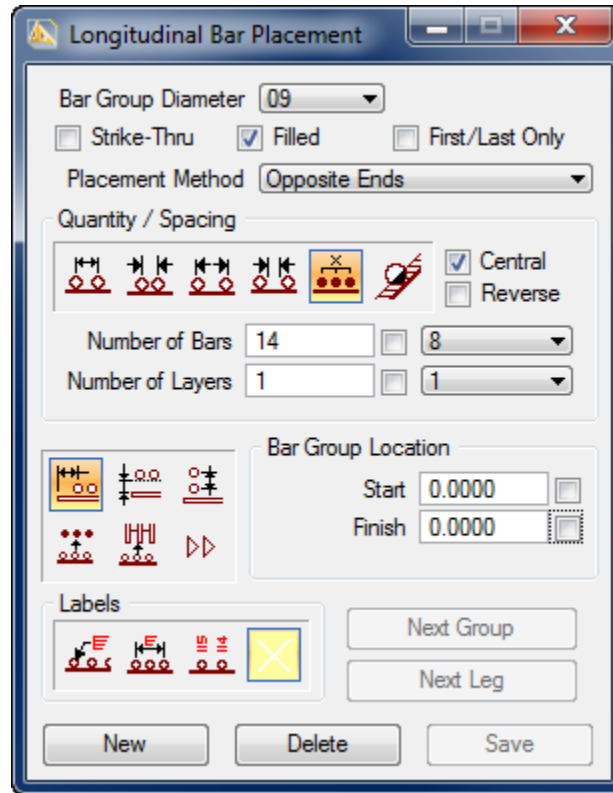 Longitudinal Bar Placement
Bar Group Diameter 09
Strike-Thru Filled First/Last Only
Placement Method Opposite Ends
Quantity / Spacing
Central
Reverse
Number of Bars 14 8
Number of Layers 1 1
Bar Group Location
Start 0.0000
Finish 0.0000
Labels
Next Group
Next Leg
New Delete Save